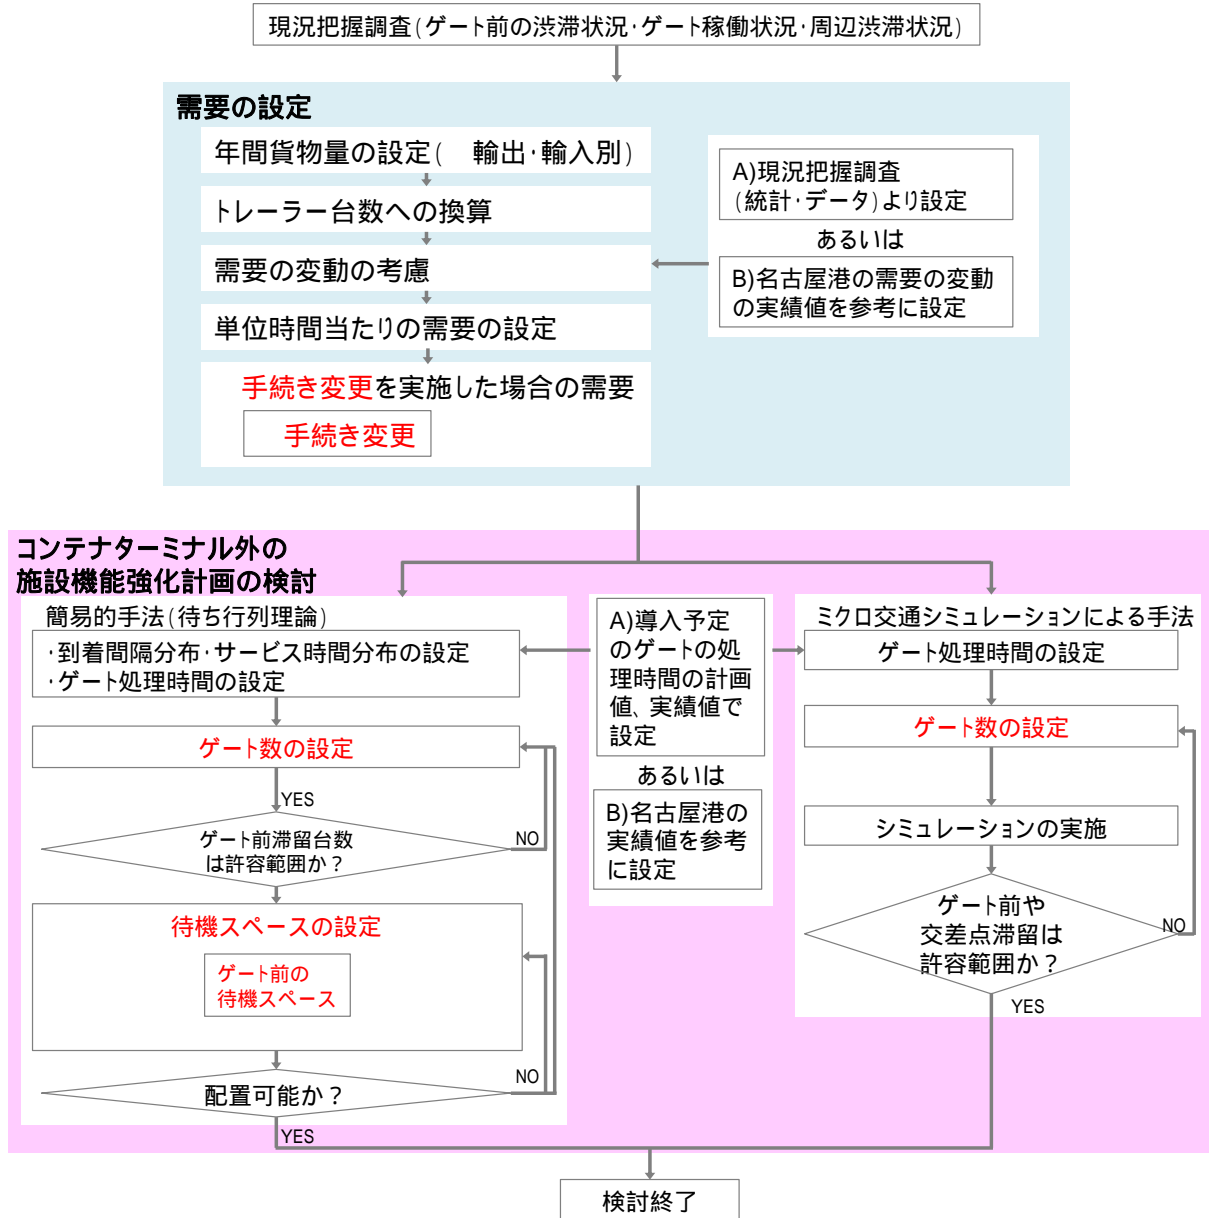 現況把握調査(ゲート前の渋滞状況・ゲート稼働状況・周辺渋滞状況)
需要の設定
年間貨物量の設定(　輸出・輸入別)
トレーラー台数への換算
需要の変動の考慮
単位時間当たりの需要の設定
手続き変更を実施した場合の需要
手続き変更
A)現況把握調査
(統計・データ)より設定
あるいは
B)名古屋港の需要の変動
の実績値を参考に設定
コンテナターミナル外の
施設機能強化計画の検討
簡易的手法(待ち行列理論)
・到着間隔分布・サービス時間分布の設定
・ゲート処理時間の設定
ゲート数の設定
YES
ゲート前滞留台数
は許容範囲か？
NO
待機スペースの設定
ゲート前の
待機スペース
配置可能か？
NO
YES
A)導入予定
のゲートの処
理時間の計画
値、実績値で
設定
あるいは
B)名古屋港の
実績値を参考
に設定
ミクロ交通シミュレーションによる手法
ゲート処理時間の設定
ゲート数の設定
シミュレーションの実施
ゲート前や
交差点滞留は
許容範囲か？
NO
YES
検討終了